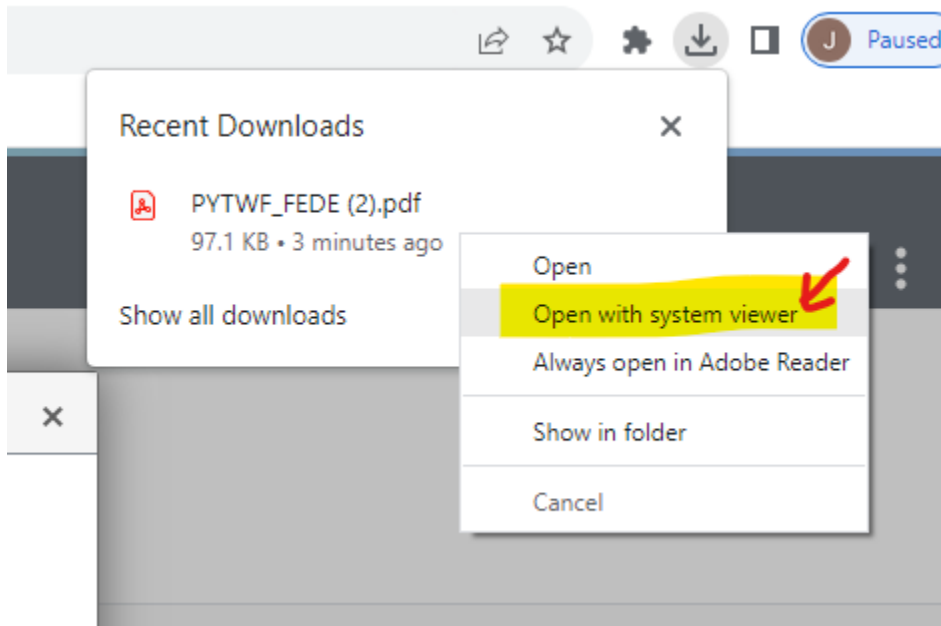 J Paused
Recent Downloads
PYTWF_FEDE (2).pdf
97.1 KB • 3 minutes ago
Show all downloads
Open
Open with system viewer
Always open in Adobe Reader
Show in folder
Cancel